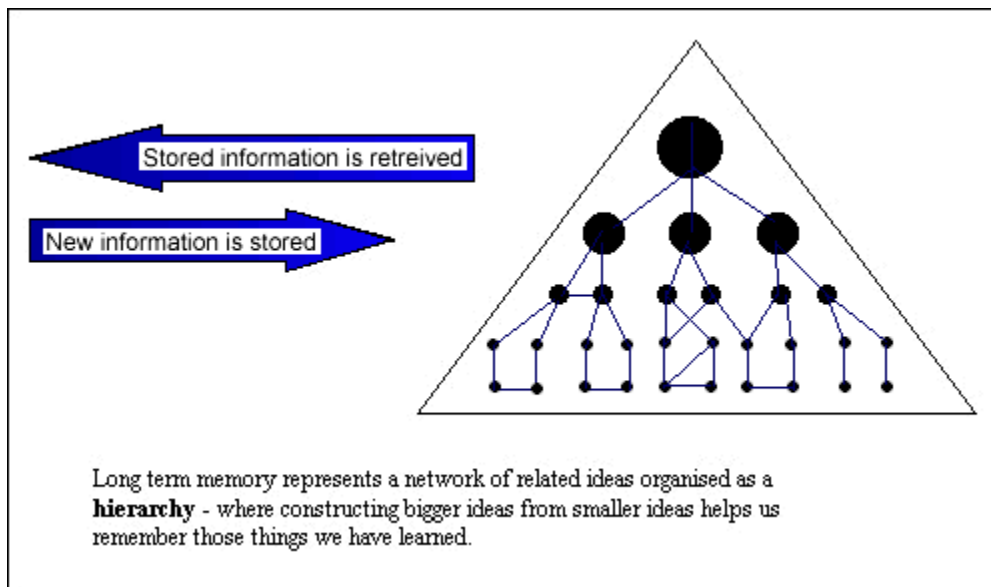 Stored information is retreived
New information is stored
Long term memory represents a network of related ideas organised as a
hierarchy - where constructing bigger ideas from smaller ideas helps us
remember those things we have learned.